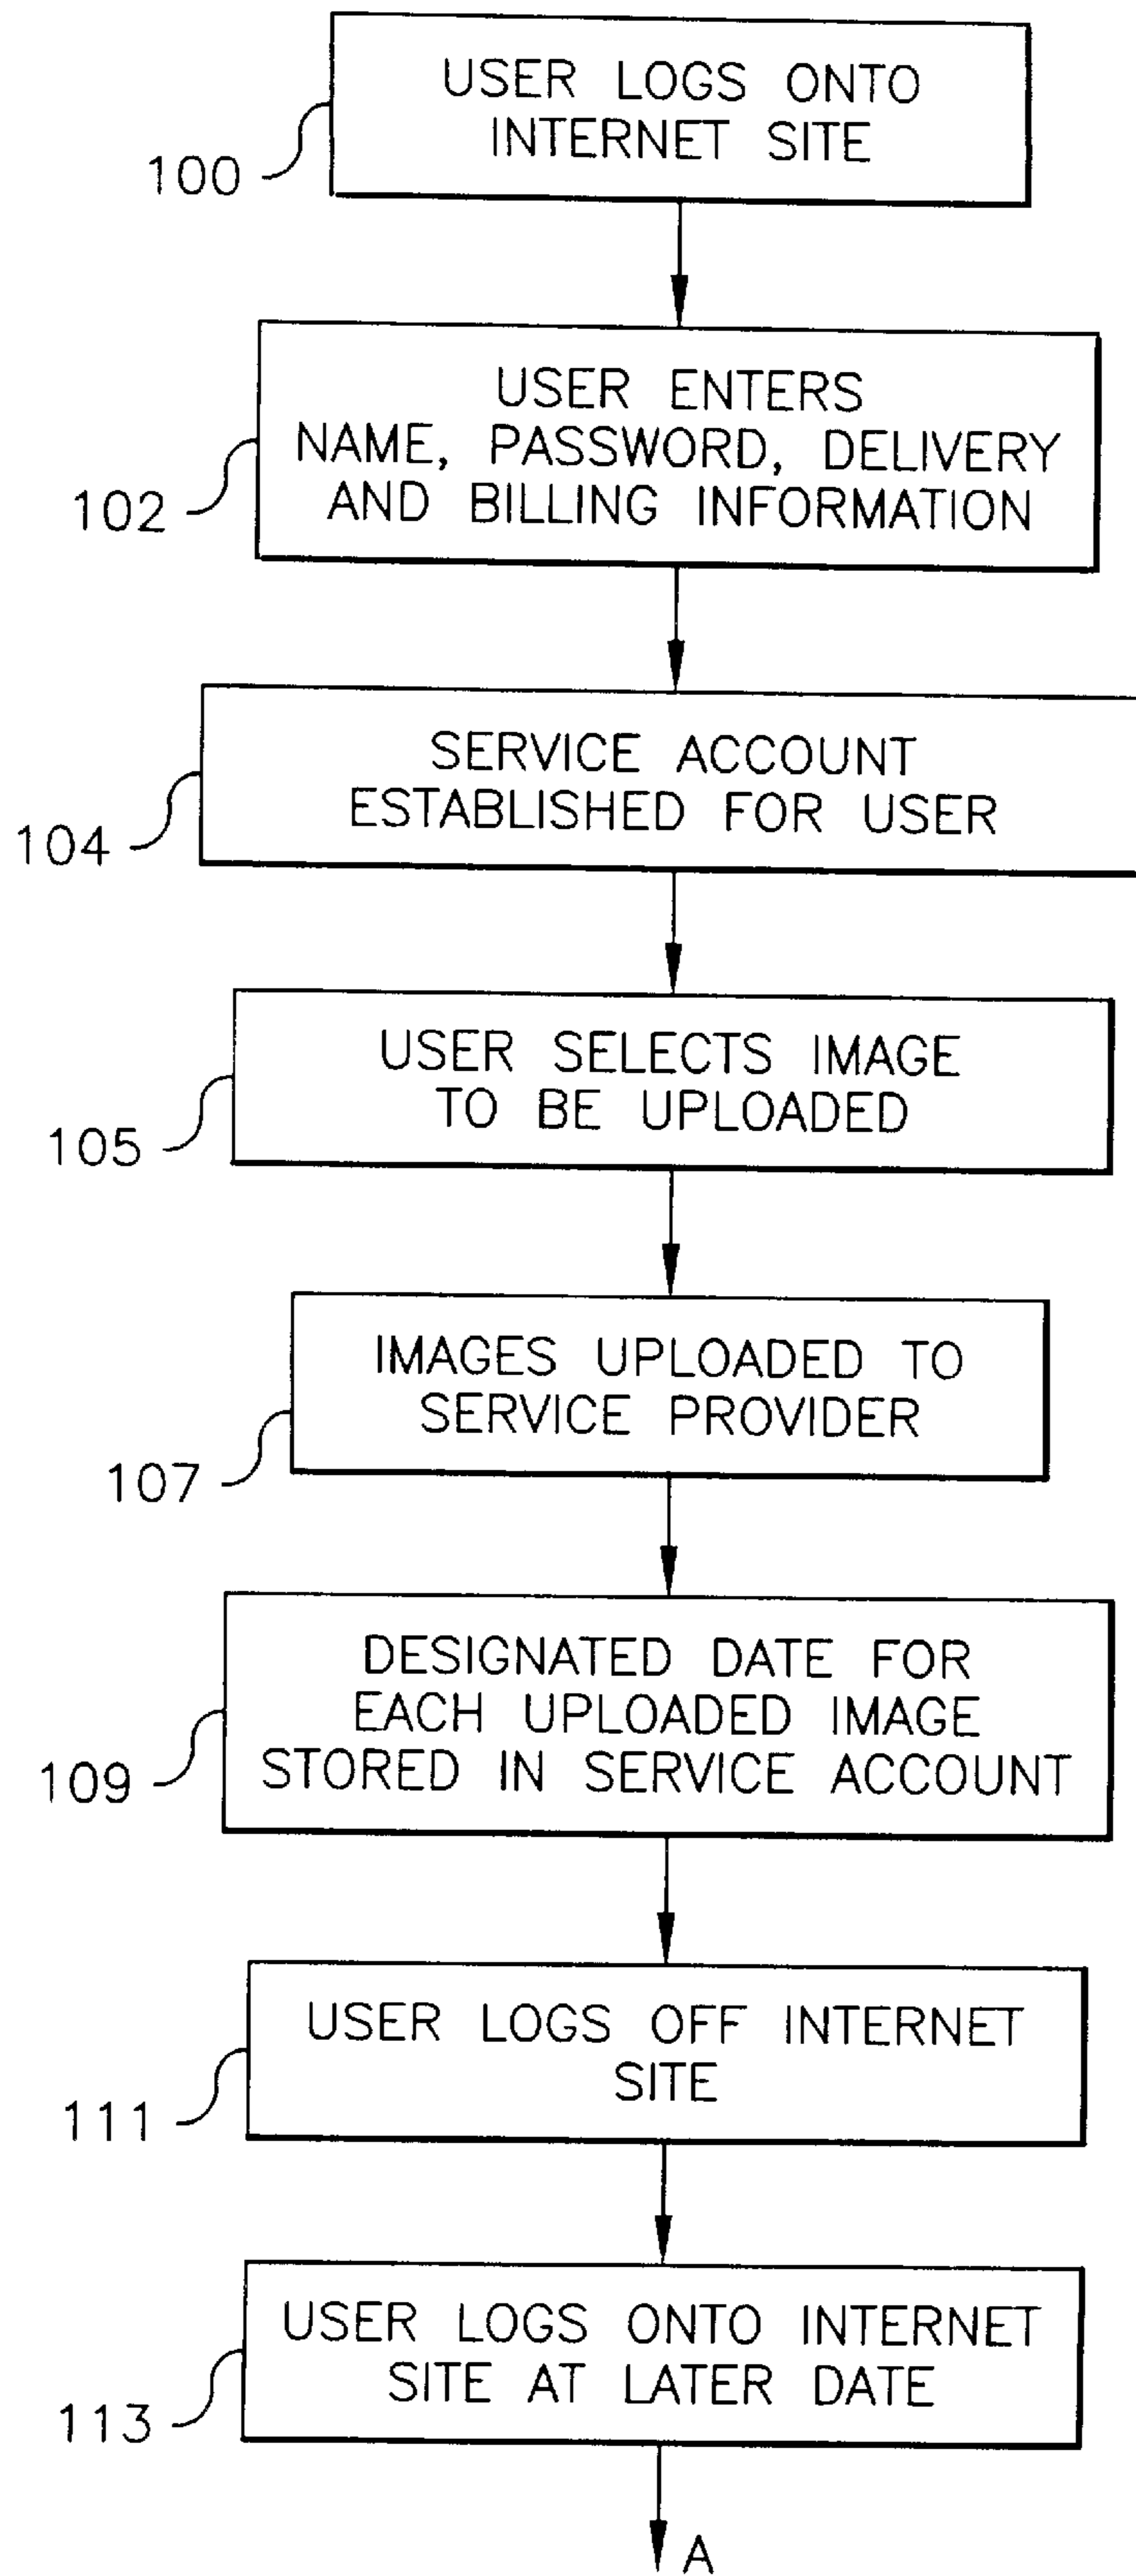 USER LOGS ONTO
INTERNET SITE
100
USER ENTERS
NAME, PASSWORD, DELIVERY
AND BILLING INFORMATION
102
SERVICE ACCOUNT
ESTABLISHED FOR USER
104
USER SELECTS IMAGE
TO BE UPLOADED
105
IMAGES UPLOADED TO
SERVICE PROVIDER
107
DESIGNATED DATE FOR
EACH UPLOADED IMAGE
STORED IN SERVICE ACCOUNT
109
USER LOGS OFF INTERNET
SITE
111
USER LOGS ONTO INTERNET
SITE AT LATER DATE
113
A